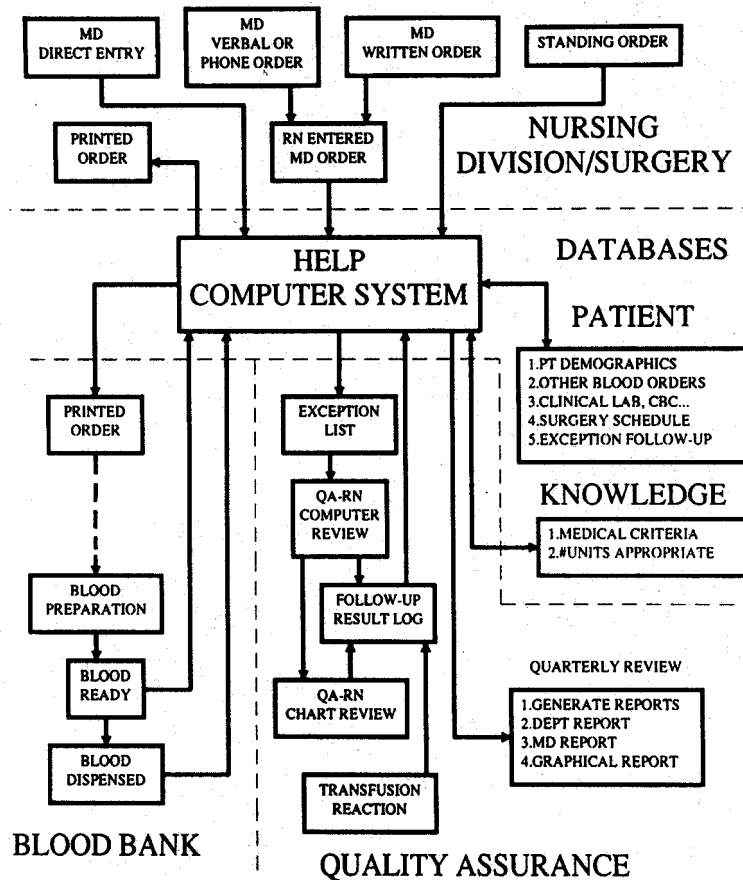 MD
DIRECT ENTRY
MD
VERBAL OR
PHONE ORDER
MD
WRITTEN ORDER
STANDING ORDER
PRINTED
ORDER
RN ENTERED
MD ORDER
NURSING
DIVISION/SURGERY
HELP
COMPUTER SYSTEM
DATABASES
PATIENT
1.PT DEMOGRAPHICS
2.OTHER BLOOD ORDERS
3.CLINICAL LAB, CBC...
4.SURGERY SCHEDULE
5.EXCEPTION FOLLOW-UP
KNOWLEDGE
1.MEDICAL CRITERIA
2.#UNITS APPROPRIATE
PRINTED
ORDER
BLOOD
PREPARATION
BLOOD
READY
BLOOD
DISPENSED
BLOOD BANK
EXCEPTION
LIST
QA-RN
COMPUTER
REVIEW
FOLLOW-UP
RESULT LOG
QA-RN
CHART REVIEW
TRANSFUSION
REACTION
QUARTERLY REVIEW
1.GENERATE REPORTS
2.DEPT REPORT
3.MD REPORT
4.GRAPHICAL REPORT
QUALITY ASSURANCE